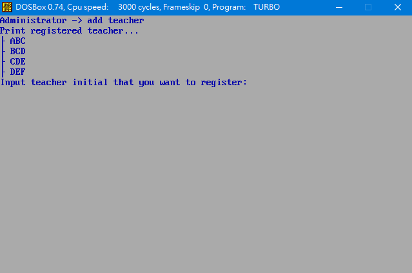 DOSBox 0.74, Cpu speed: 3000 cycles, Frameskip 0, Program: TURBO
Administrator -> add teacher
Print registered teacher...
├ ABC
├ BCD
├ CDE
├ DEF
Input teacher initial that you want to register: